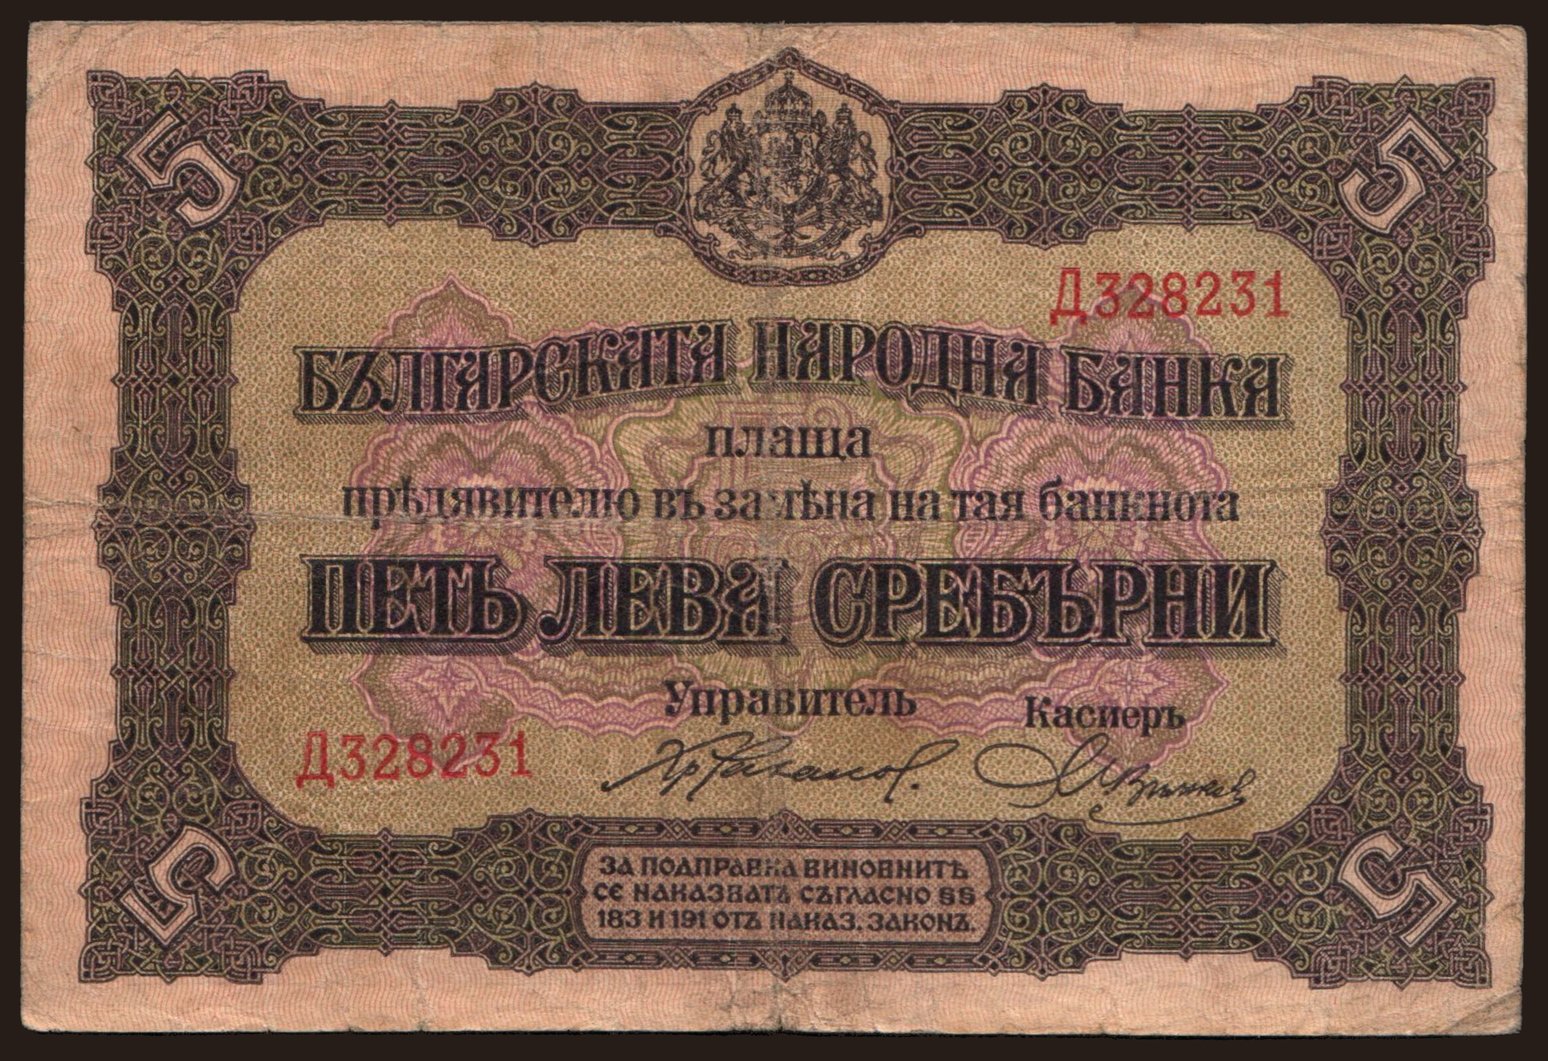 5 5
Д328231
БЪЛГАРСКАТА НАРОДНА БАНКА
плаща
прѣдявителю въ замѣна на тая банкнота
ПЕТЬ ЛЕВА СРЕБЪРНИ
Управитель Касиеръ
Д328231
ЗА ПОДПРАВКА ВИНОВНИТѢ
СЕ НАКАЗВАТЪ СЪГЛАСНО §§
183 И 191 ОТЪ НАКАЗ. ЗАКОНЪ.
5 5